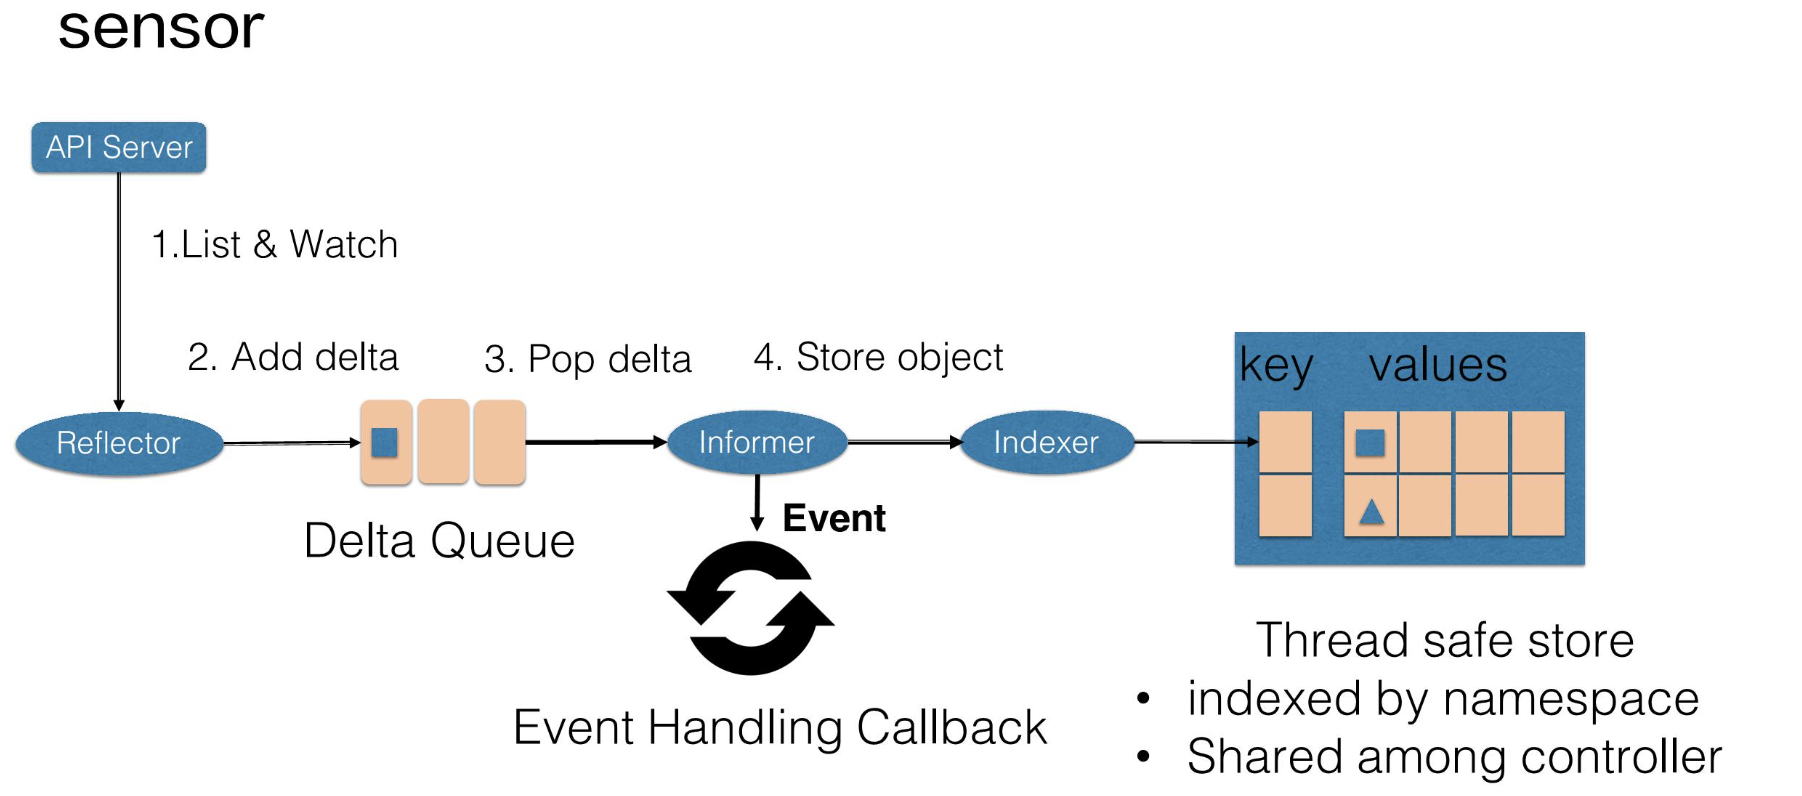 sensor
API Server
1.List & Watch
2. Add delta
3. Pop delta
4. Store object
key values
Reflector
Informer
Indexer
Event
Delta Queue
Event Handling Callback
Thread safe store
• indexed by namespace
• Shared among controller